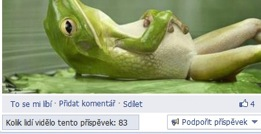 To se mi líbí · Přidat komentář · Sdílet 4
Kolik lidí vidělo tento příspěvek: 83 Podpořit příspěvek